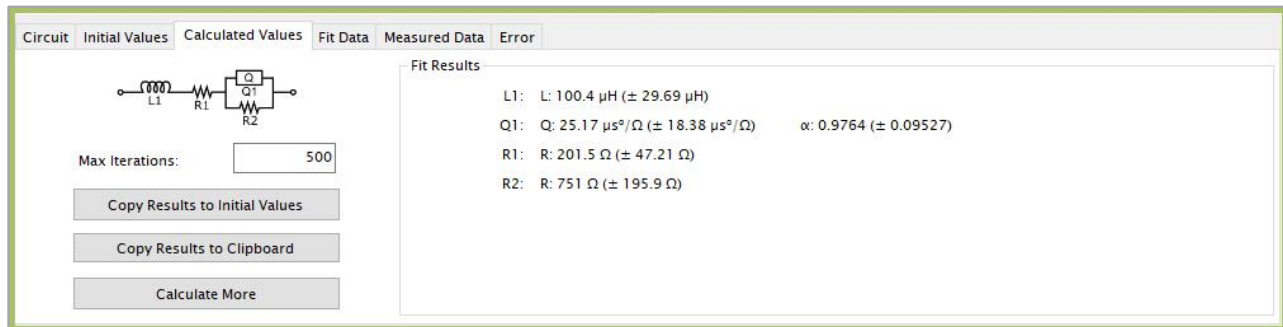 Circuit Initial Values Calculated Values Fit Data Measured Data Error
Q
L1 R1 Q1
R2
Max Iterations: 500
Copy Results to Initial Values
Copy Results to Clipboard
Calculate More
Fit Results
L1: L: 100.4 µH (± 29.69 µH)
Q1: Q: 25.17 µsᵅ/Ω (± 18.38 µsᵅ/Ω) α: 0.9764 (± 0.09527)
R1: R: 201.5 Ω (± 47.21 Ω)
R2: R: 751 Ω (± 195.9 Ω)